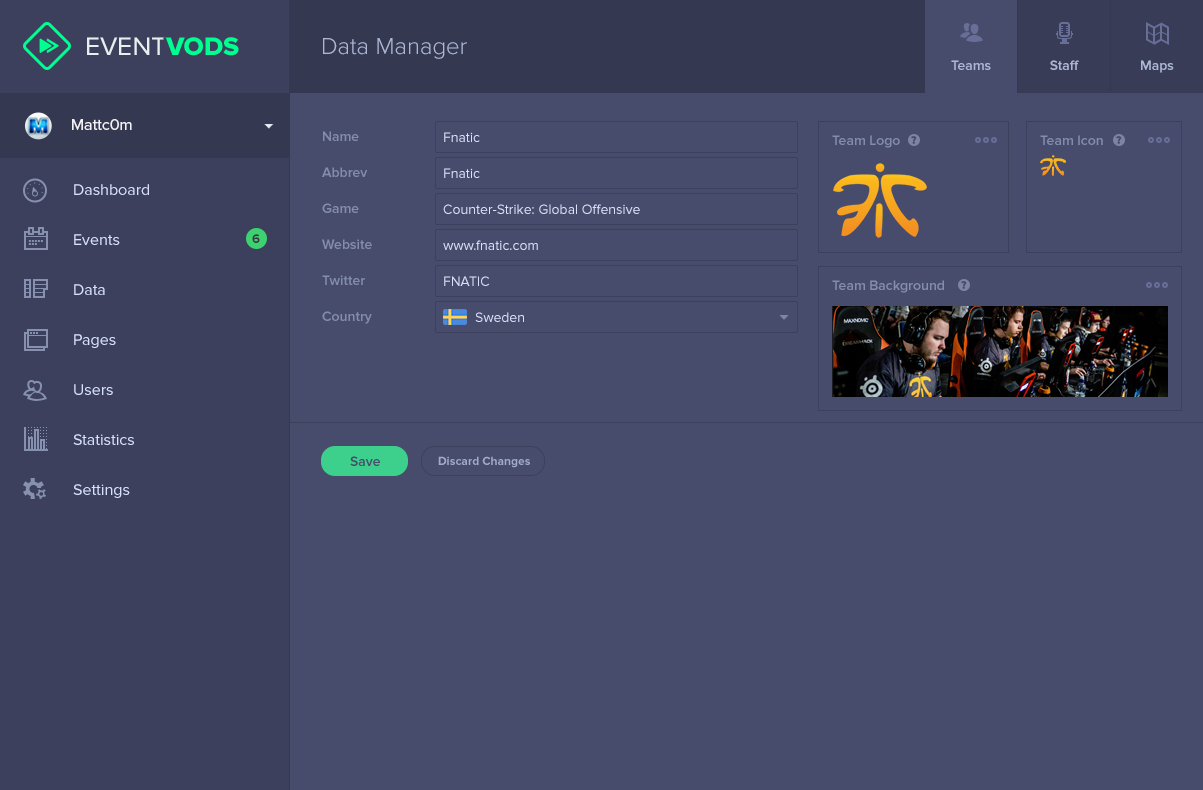 EVENTVODS
Data Manager
Teams
Staff
Maps
Mattc0m
Dashboard
Events
6
Data
Pages
Users
Statistics
Settings
Name
Fnatic
Abbrev
Fnatic
Game
Counter-Strike: Global Offensive
Website
www.fnatic.com
Twitter
FNATIC
Country
Sweden
Team Logo ?
Team Icon ?
Team Background ?
MAXNOMIC
Save
Discard Changes